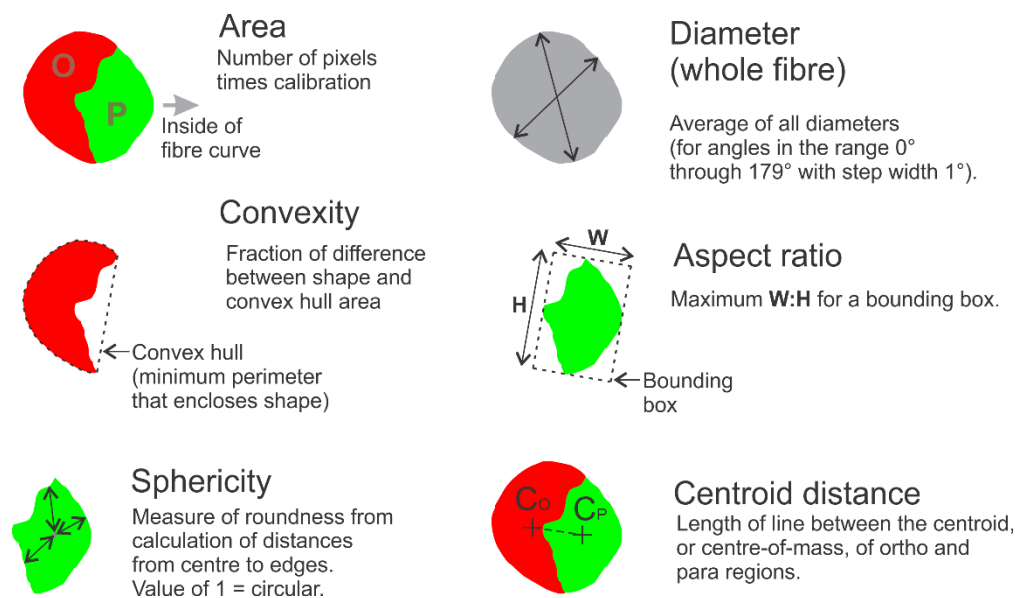 Area
Number of pixels
times calibration
O
P
Inside of
fibre curve
Diameter
(whole fibre)
Average of all diameters
(for angles in the range 0°
through 179° with step width 1°).
Convexity
Fraction of difference
between shape and
convex hull area
Convex hull
(minimum perimeter
that encloses shape)
W
H
Aspect ratio
Maximum W:H for a bounding box.
Bounding
box
Sphericity
Measure of roundness from
calculation of distances
from centre to edges.
Value of 1 = circular.
Co
CP
Centroid distance
Length of line between the centroid,
or centre-of-mass, of ortho and
para regions.